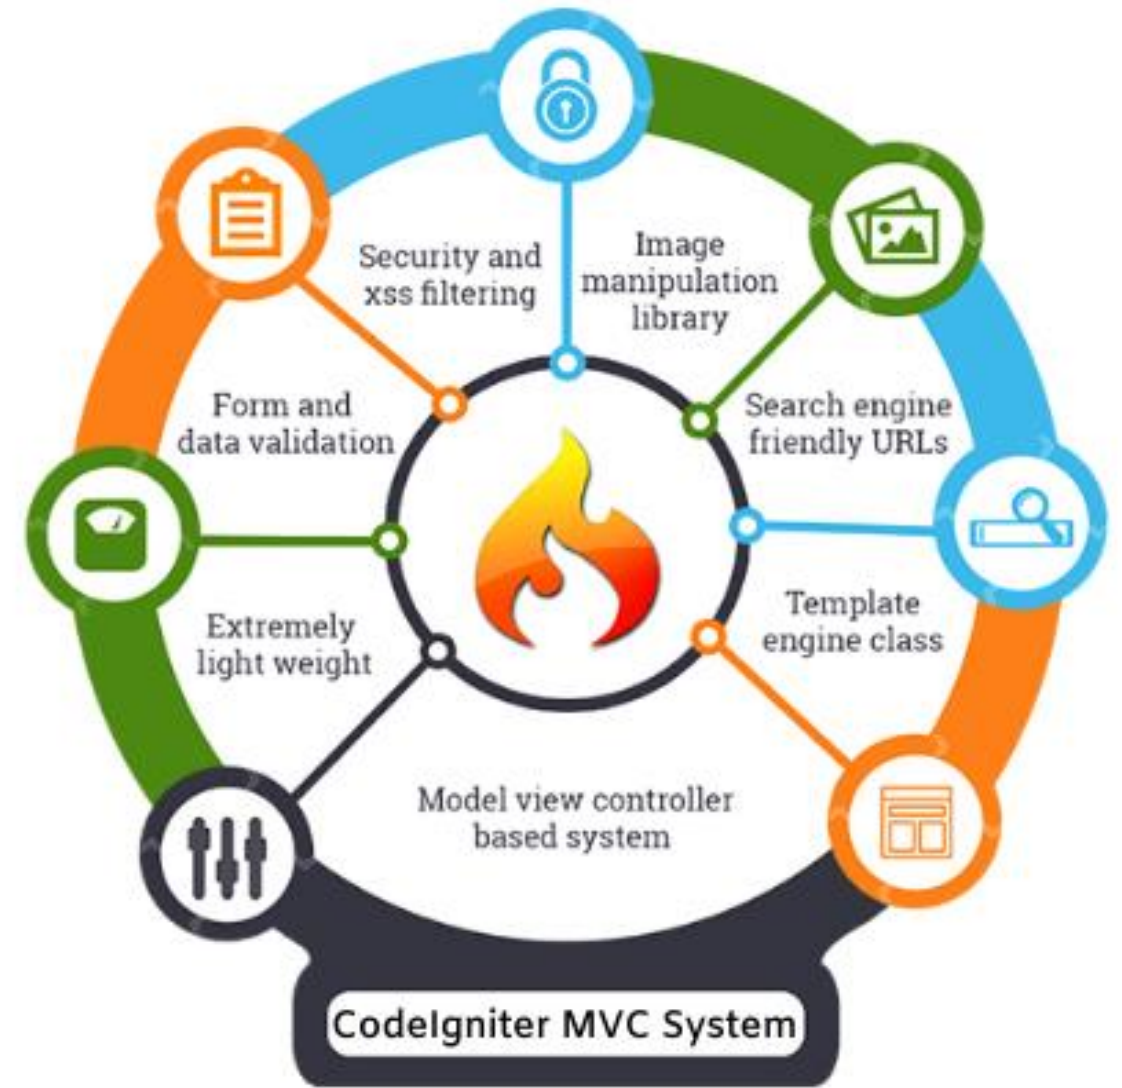 Security and
xss filtering
Image
manipulation
library
Form and
data validation
Search engine
friendly URLs
Extremely
light weight
Template
engine class
Model view controller
based system
CodeIgniter MVC System